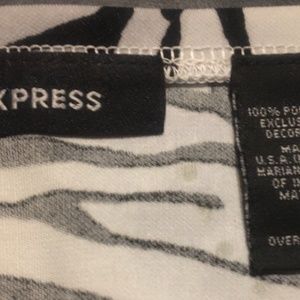 XPRESS
100% PO
EXCLUS
DECOR
MA
U.S.A. O
MARIAN
OF I
MA
OVER